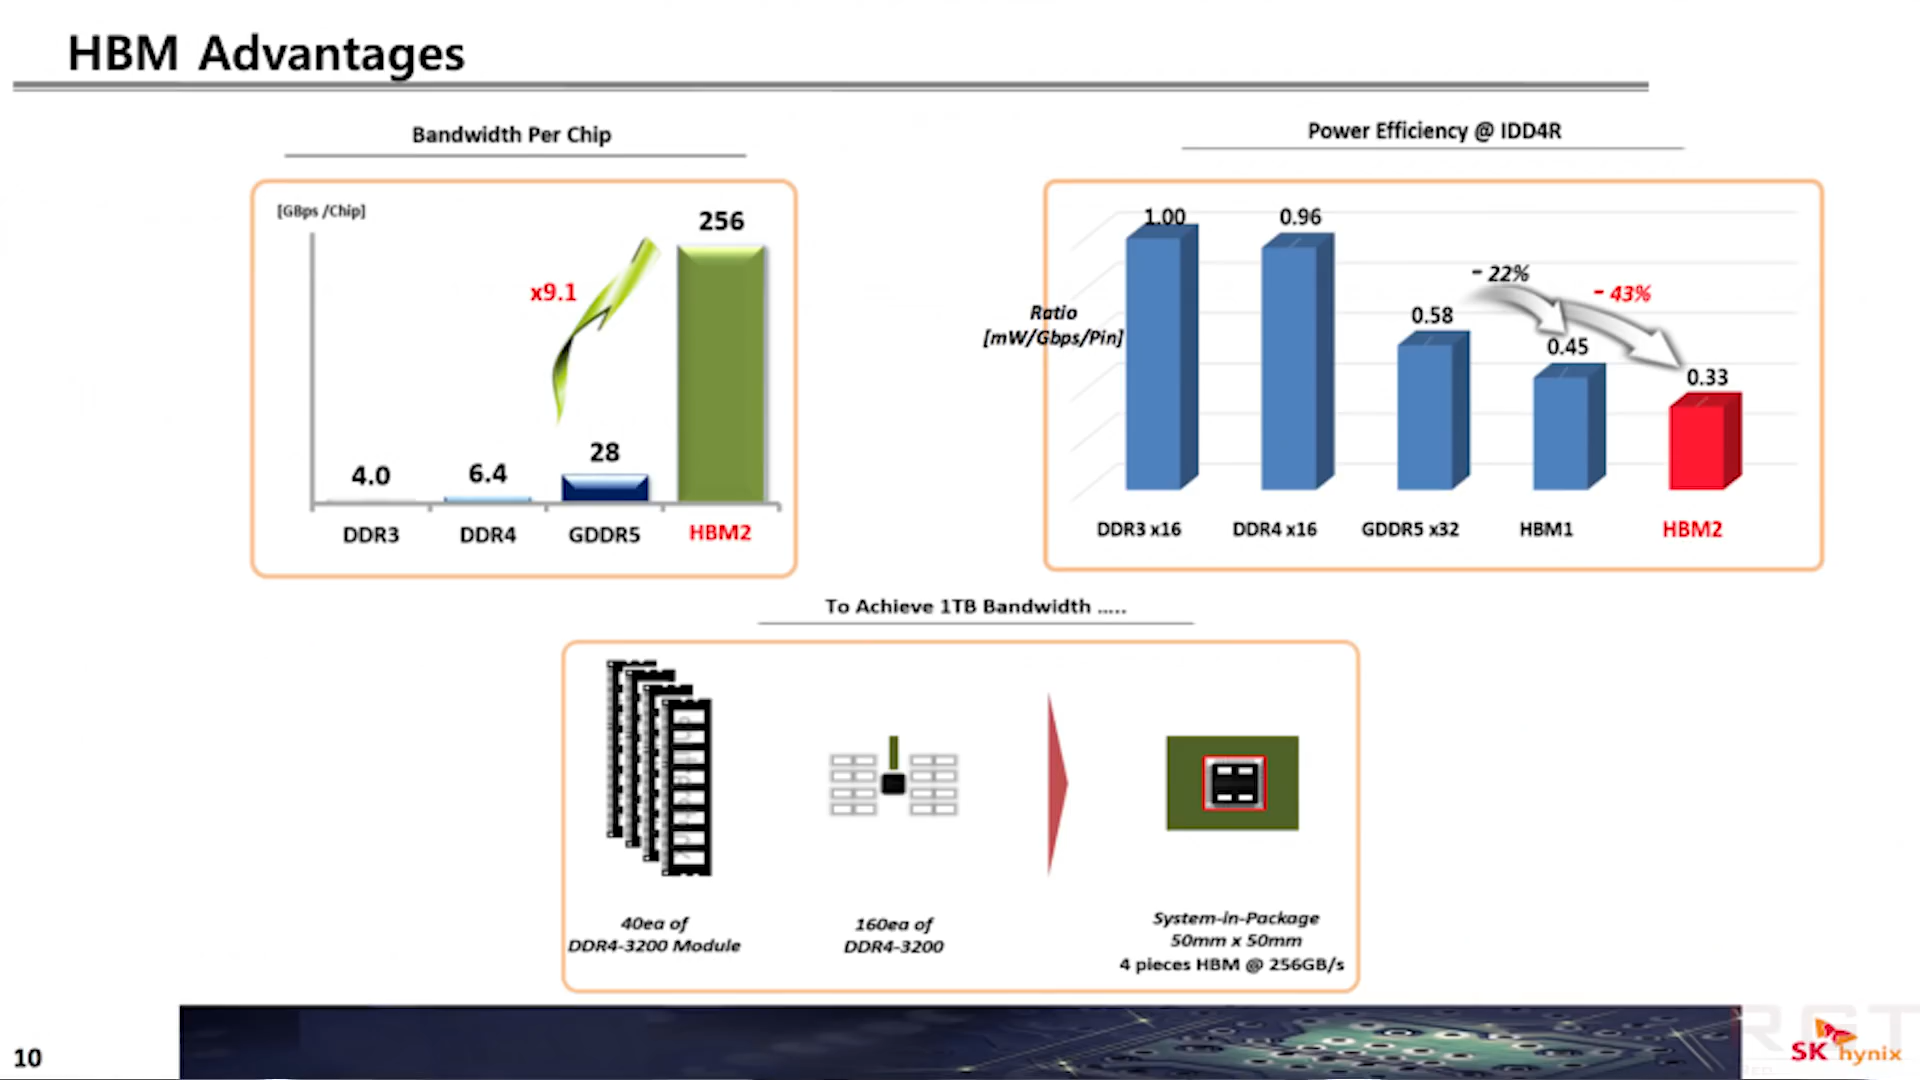 HBM Advantages
Bandwidth Per Chip
[GBps /Chip]
256
x9.1
28
6.4
4.0
DDR3
DDR4
GDDR5
HBM2
Power Efficiency @ IDD4R
1.00
0.96
- 22%
- 43%
Ratio
[mW/Gbps/Pin]
0.58
0.45
0.33
DDR3 x16
DDR4 x16
GDDR5 x32
HBM1
HBM2
To Achieve 1TB Bandwidth .....
40ea of
DDR4-3200 Module
160ea of
DDR4-3200
System-in-Package
50mm x 50mm
4 pieces HBM @ 256GB/s
10
SK hynix